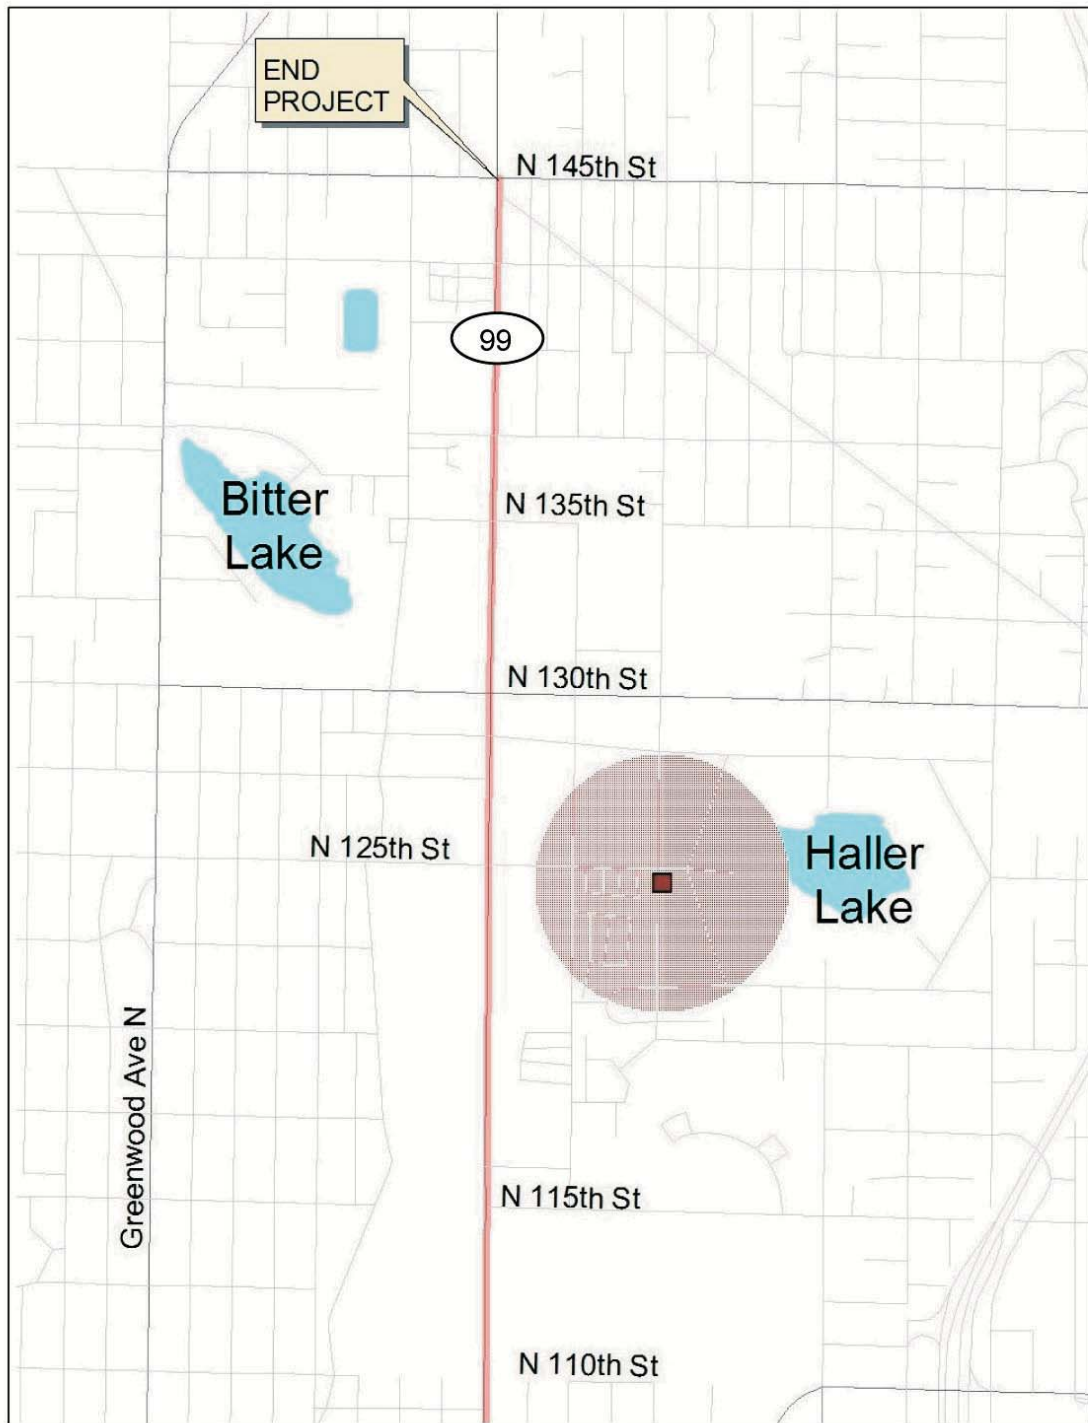 END
PROJECT
N 145th St
99
Bitter
Lake
N 135th St
N 130th St
N 125th St
Haller
Lake
Greenwood Ave N
N 115th St
N 110th St